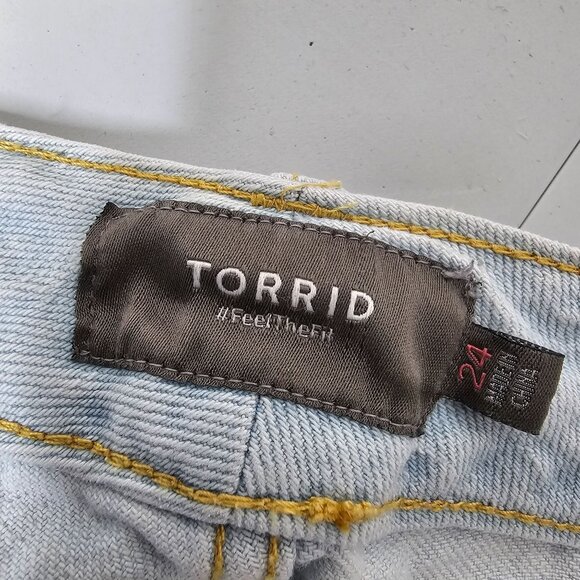 TORRID
#FeelTheFit
24
MADE IN
CHINA